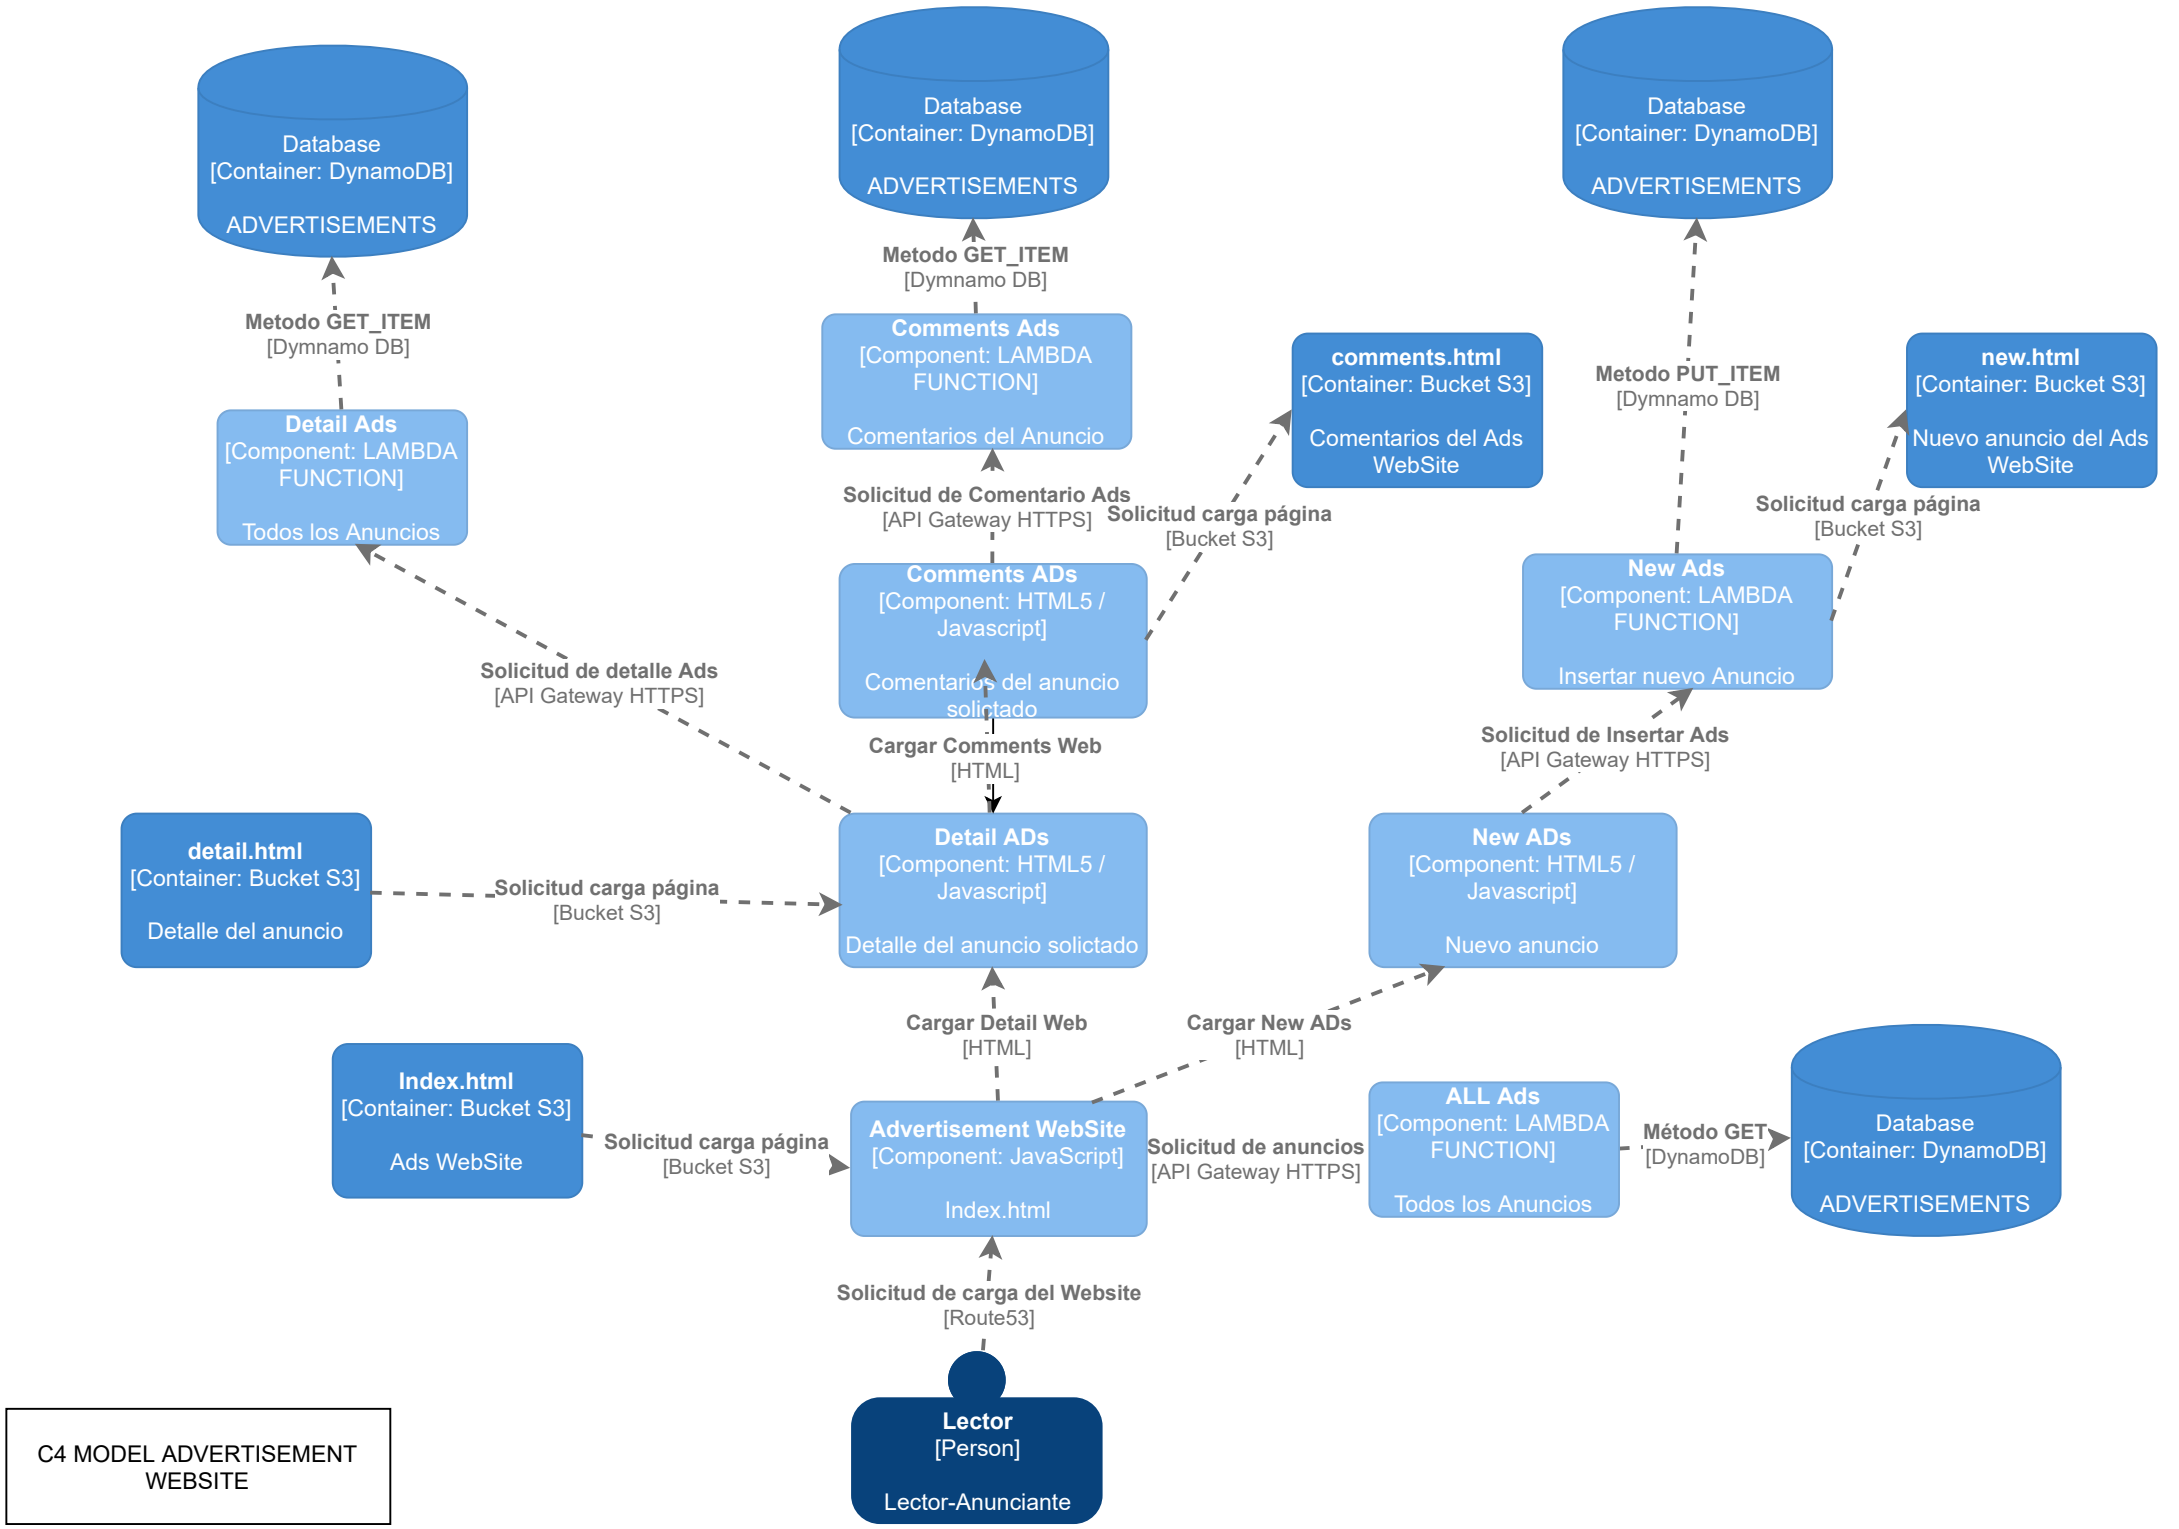 Database
[Container: DynamoDB]
ADVERTISEMENTS
Database
[Container: DynamoDB]
ADVERTISEMENTS
Database
[Container: DynamoDB]
ADVERTISEMENTS
Metodo GET_ITEM
[Dymnamo DB]
Metodo GET_ITEM
[Dymnamo DB]
Metodo PUT_ITEM
[Dymnamo DB]
Detail Ads
[Component: LAMBDA
FUNCTION]
Todos los Anuncios
Comments Ads
[Component: LAMBDA
FUNCTION]
Comentarios del Anuncio
comments.html
[Container: Bucket S3]
Comentarios del Ads
WebSite
new.html
[Container: Bucket S3]
Nuevo anuncio del Ads
WebSite
Solicitud de Comentario Ads
[API Gateway HTTPS]
Solicitud carga página
[Bucket S3]
Solicitud carga página
[Bucket S3]
Comments ADs
[Component: HTML5 /
Javascript]
Comentarios del anuncio
solictado
New Ads
[Component: LAMBDA
FUNCTION]
Insertar nuevo Anuncio
Solicitud de detalle Ads
[API Gateway HTTPS]
Cargar Comments Web
[HTML]
Solicitud de Insertar Ads
[API Gateway HTTPS]
detail.html
[Container: Bucket S3]
Detalle del anuncio
Solicitud carga página
[Bucket S3]
Detail ADs
[Component: HTML5 /
Javascript]
Detalle del anuncio solictado
New ADs
[Component: HTML5 /
Javascript]
Nuevo anuncio
Cargar Detail Web
[HTML]
Cargar New ADs
[HTML]
Index.html
[Container: Bucket S3]
Ads WebSite
Solicitud carga página
[Bucket S3]
Advertisement WebSite
[Component: JavaScript]
Index.html
Solicitud de anuncios
[API Gateway HTTPS]
ALL Ads
[Component: LAMBDA
FUNCTION]
Todos los Anuncios
Método GET
[DynamoDB]
Database
[Container: DynamoDB]
ADVERTISEMENTS
Solicitud de carga del Website
[Route53]
Lector
[Person]
Lector-Anunciante
C4 MODEL ADVERTISEMENT
WEBSITE